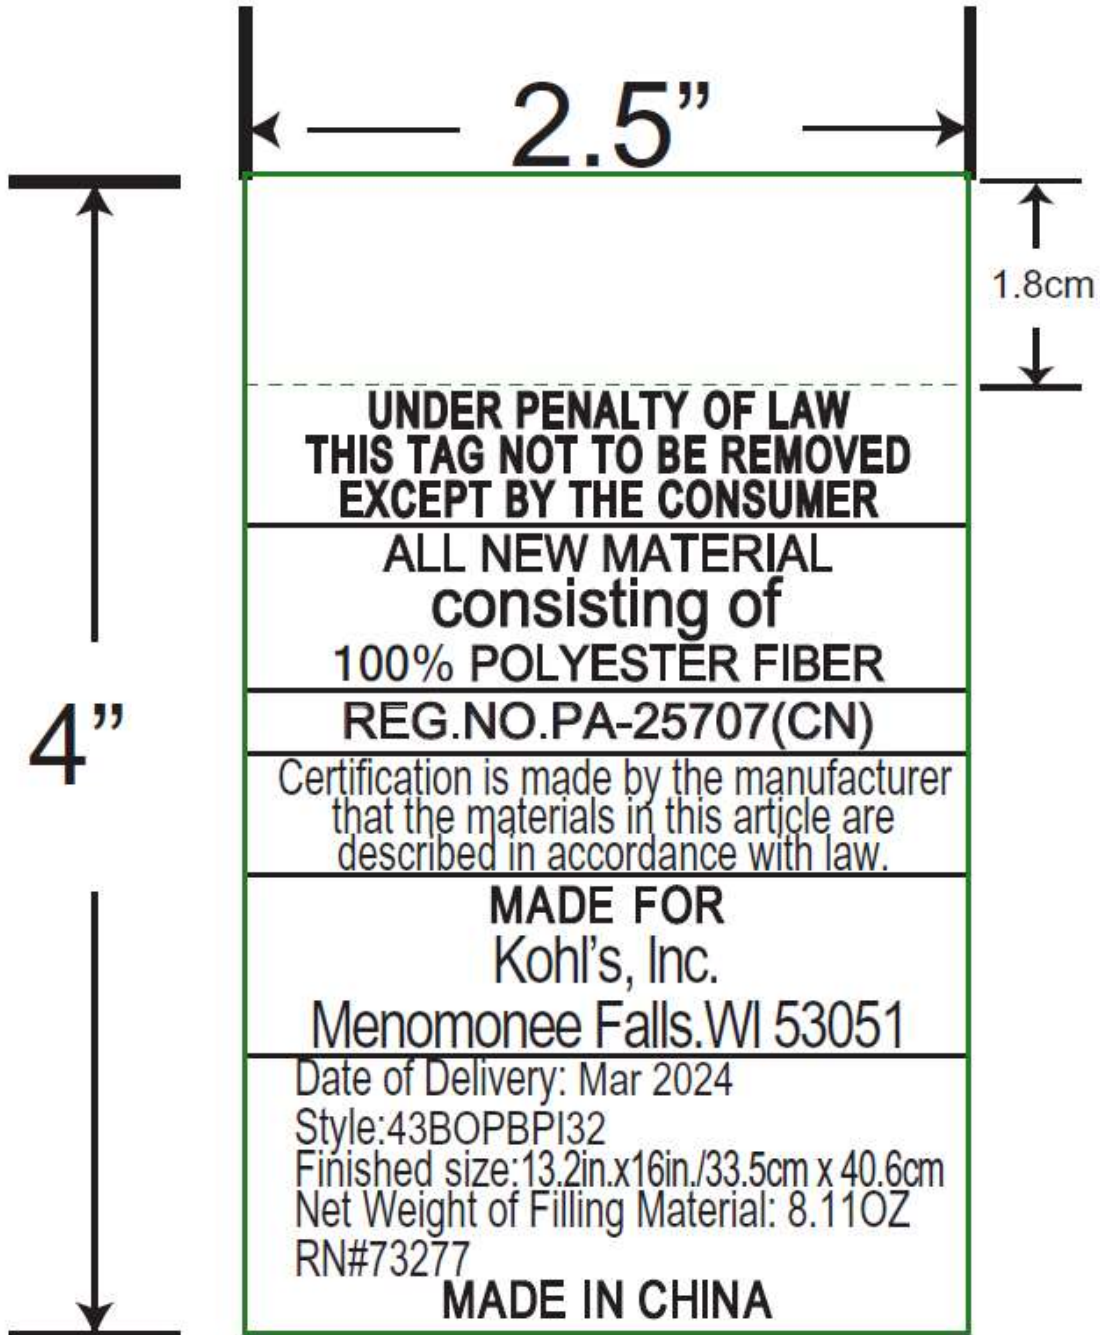 2.5”
1.8cm
4”
UNDER PENALTY OF LAW
THIS TAG NOT TO BE REMOVED
EXCEPT BY THE CONSUMER
ALL NEW MATERIAL
consisting of
100% POLYESTER FIBER
REG.NO.PA-25707(CN)
Certification is made by the manufacturer
that the materials in this article are
described in accordance with law.
MADE FOR
Kohl's, Inc.
Menomonee Falls.WI 53051
Date of Delivery: Mar 2024
Style:43BOPBPI32
Finished size:13.2in.x16in./33.5cm x 40.6cm
Net Weight of Filling Material: 8.11OZ
RN#73277
MADE IN CHINA